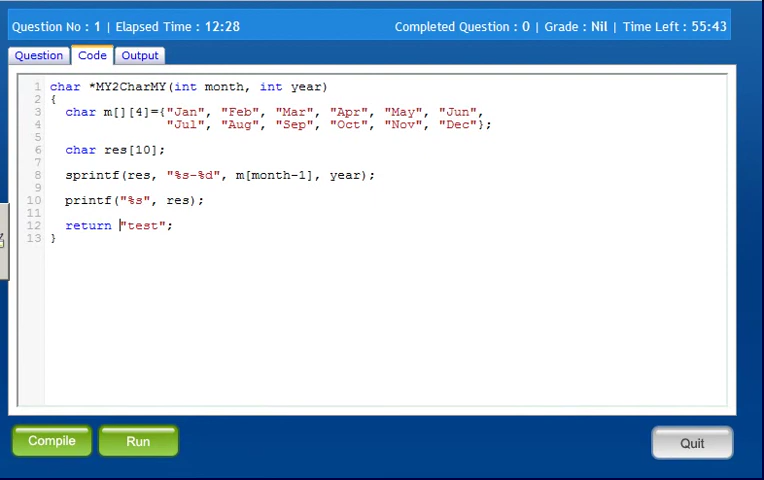 Question No : 1 | Elapsed Time : 12:28 Completed Question : 0 | Grade : Nil | Time Left : 55:43
Question Code Output
1 char *MY2CharMY(int month, int year)
2 {
3 char m[][4]={"Jan", "Feb", "Mar", "Apr", "May", "Jun",
4 "Jul", "Aug", "Sep", "Oct", "Nov", "Dec"};
5
6 char res[10];
7
8 sprintf(res, "%s-%d", m[month-1], year);
9
10 printf("%s", res);
11
12 return "test";
13 }
Compile Run Quit